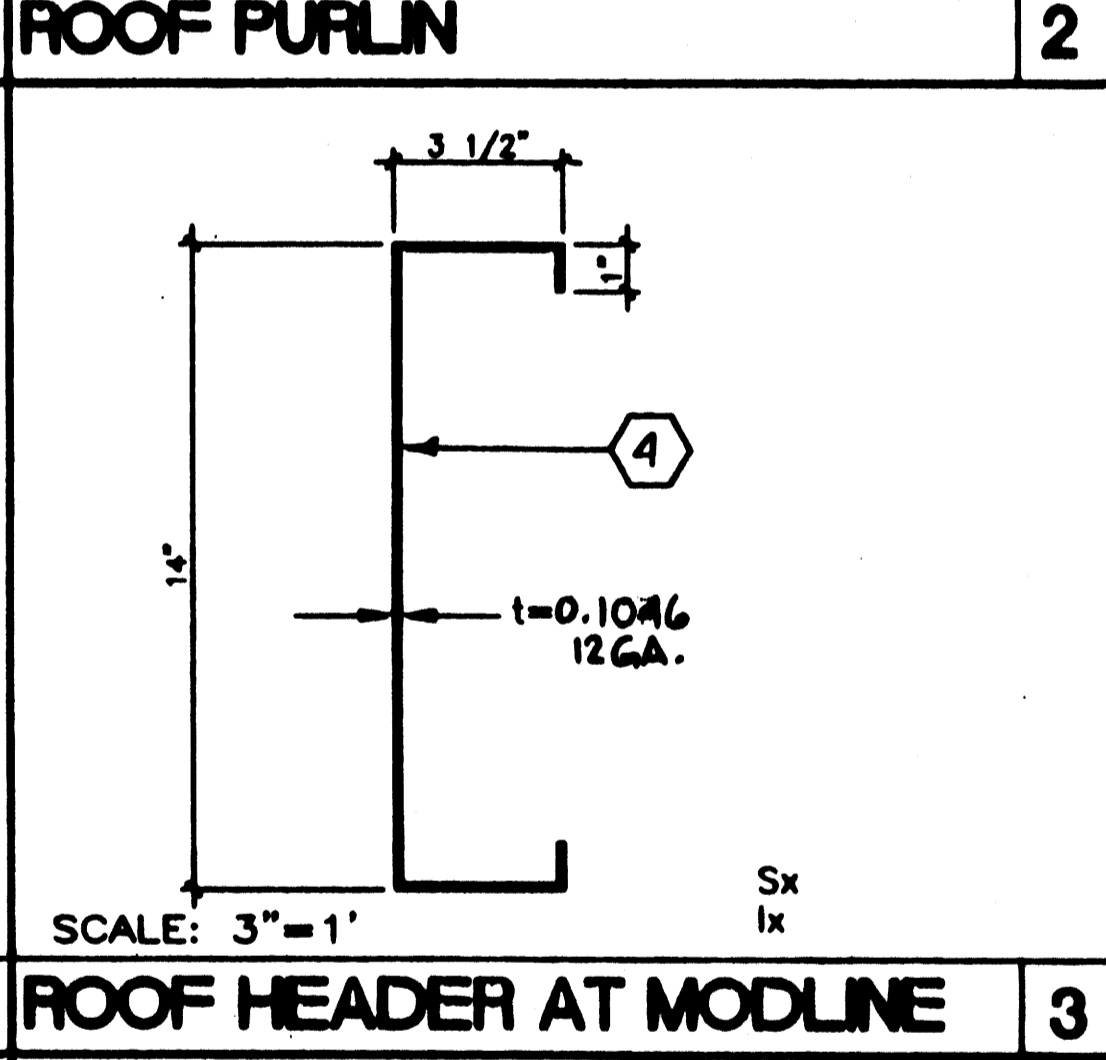 ROOF PURLIN 2
3 1/2"
1"
4
14"
t=0.1046
12GA.
Sx
SCALE: 3"=1'
Ix
ROOF HEADER AT MODLINE 3